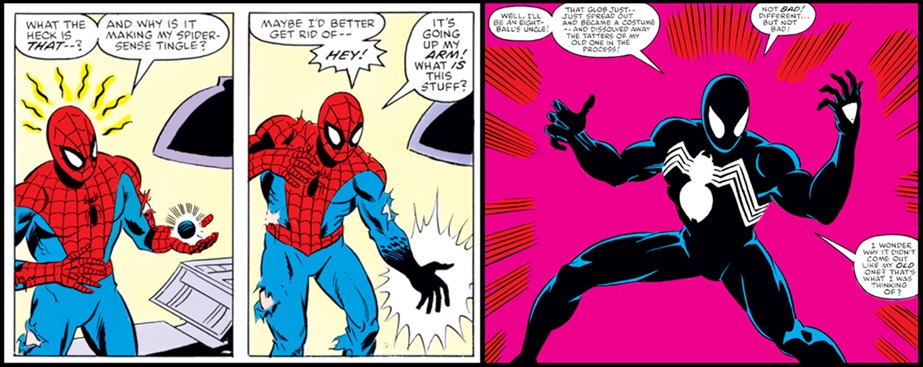 WHAT THE
HECK IS
THAT--?
AND WHY IS IT
MAKING MY SPIDER-
SENSE TINGLE?
MAYBE I'D BETTER
GET RID OF--
HEY!
IT'S
GOING
UP MY
ARM!
WHAT IS
THIS
STUFF?
WELL, I'LL
BE AN EIGHT-
BALL'S UNCLE!
THAT GLOB JUST--
JUST SPREAD OUT
AND BECAME A COSTUME
--AND DISSOLVED AWAY
THE TATTERS OF MY
OLD ONE IN THE
PROCESS!
NOT BAD!
DIFFERENT...
BUT NOT
BAD!
I WONDER
WHY IT DIDN'T
COME OUT
LIKE MY OLD
ONE? THAT'S
WHAT I WAS
THINKING
OF?